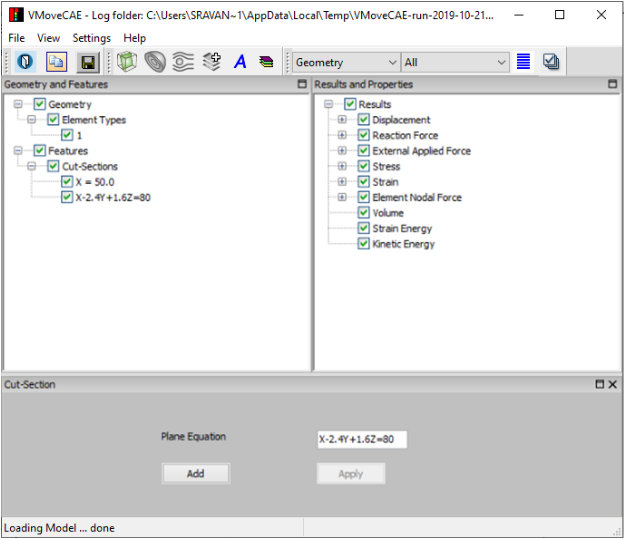 VMoveCAE - Log folder: C:\Users\SRAVAN~1\AppData\Local\Temp\VMoveCAE-run-2019-10-21...
File View Settings Help
A Geometry All
Geometry and Features
Geometry
Element Types
1
Features
Cut-Sections
X = 50.0
X-2.4Y+1.6Z=80
Results and Properties
Results
Displacement
Reaction Force
External Applied Force
Stress
Strain
Element Nodal Force
Volume
Strain Energy
Kinetic Energy
Cut-Section
Plane Equation X-2.4Y+1.6Z=80
Add Apply
Loading Model ... done